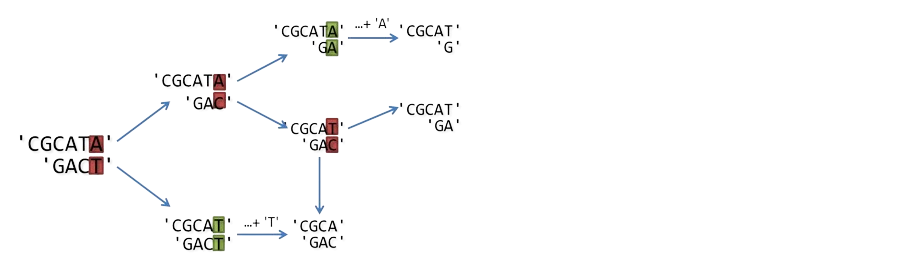 'CGCATA'
'GACT'
'CGCATA'
'GAC'
'CGCAT'
'GACT'
…+ 'T'
'CGCATA'
'GA'
…+ 'A'
'CGCAT'
'GAC'
'CGCA'
'GAC'
'CGCAT'
'G'
'CGCAT'
'GA'